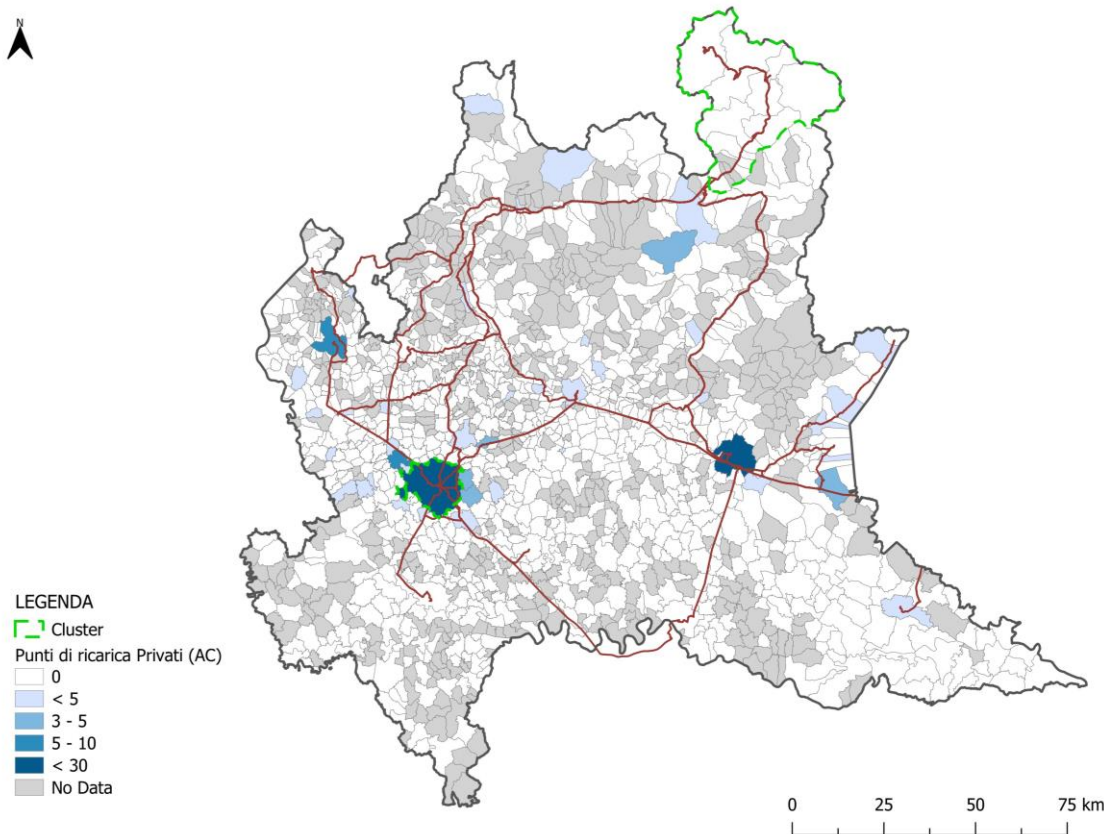 N
LEGENDA
Cluster
Punti di ricarica Privati (AC)
0
< 5
3 - 5
5 - 10
< 30
No Data
0 25 50 75 km